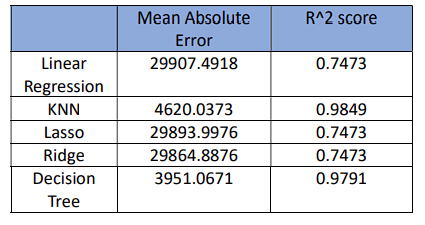 Mean Absolute Error R^2 score
Linear Regression 29907.4918 0.7473
KNN 4620.0373 0.9849
Lasso 29893.9976 0.7473
Ridge 29864.8876 0.7473
Decision Tree 3951.0671 0.9791